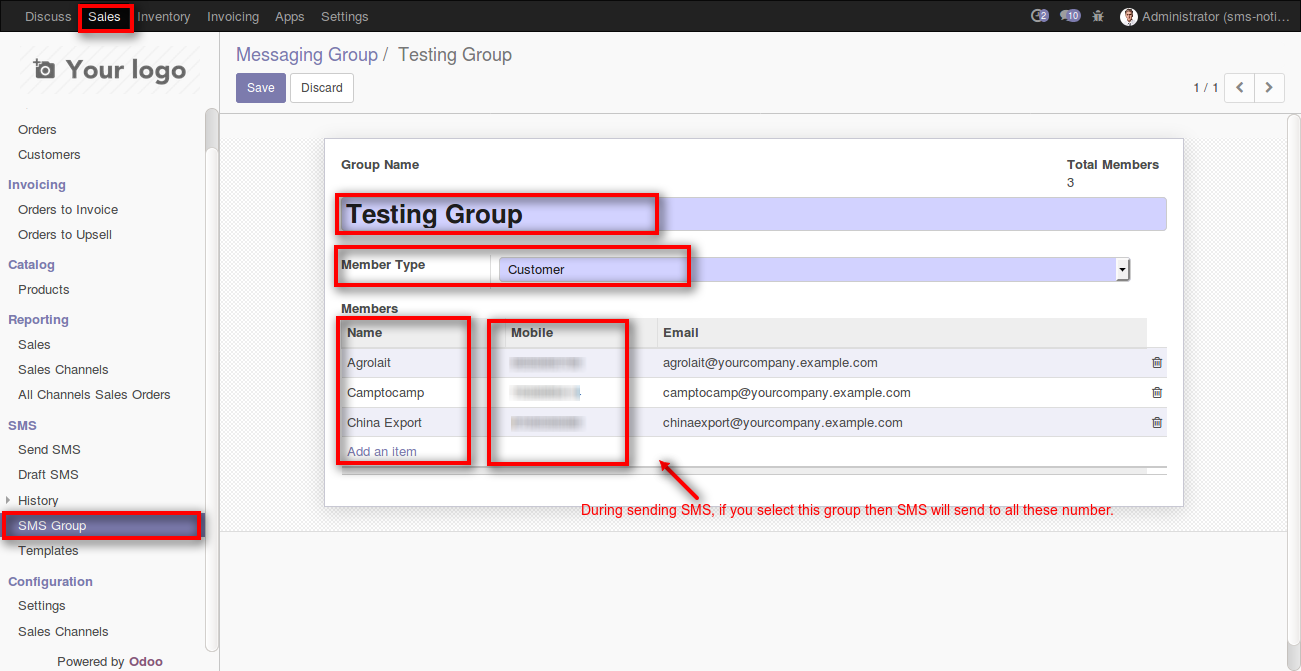 Discuss Sales Inventory Invoicing Apps Settings 2 10 Administrator (sms-noti...
Your logo
Messaging Group / Testing Group
Save Discard
1 / 1
Orders
Customers
Invoicing
Orders to Invoice
Orders to Upsell
Catalog
Products
Reporting
Sales
Sales Channels
All Channels Sales Orders
SMS
Send SMS
Draft SMS
History
SMS Group
Templates
Configuration
Settings
Sales Channels
Powered by Odoo
Group Name
Total Members
3
Testing Group
Member Type Customer
Members
Name Mobile Email
Agrolait agrolait@yourcompany.example.com
Camptocamp camptocamp@yourcompany.example.com
China Export chinaexport@yourcompany.example.com
Add an item
During sending SMS, if you select this group then SMS will send to all these number.